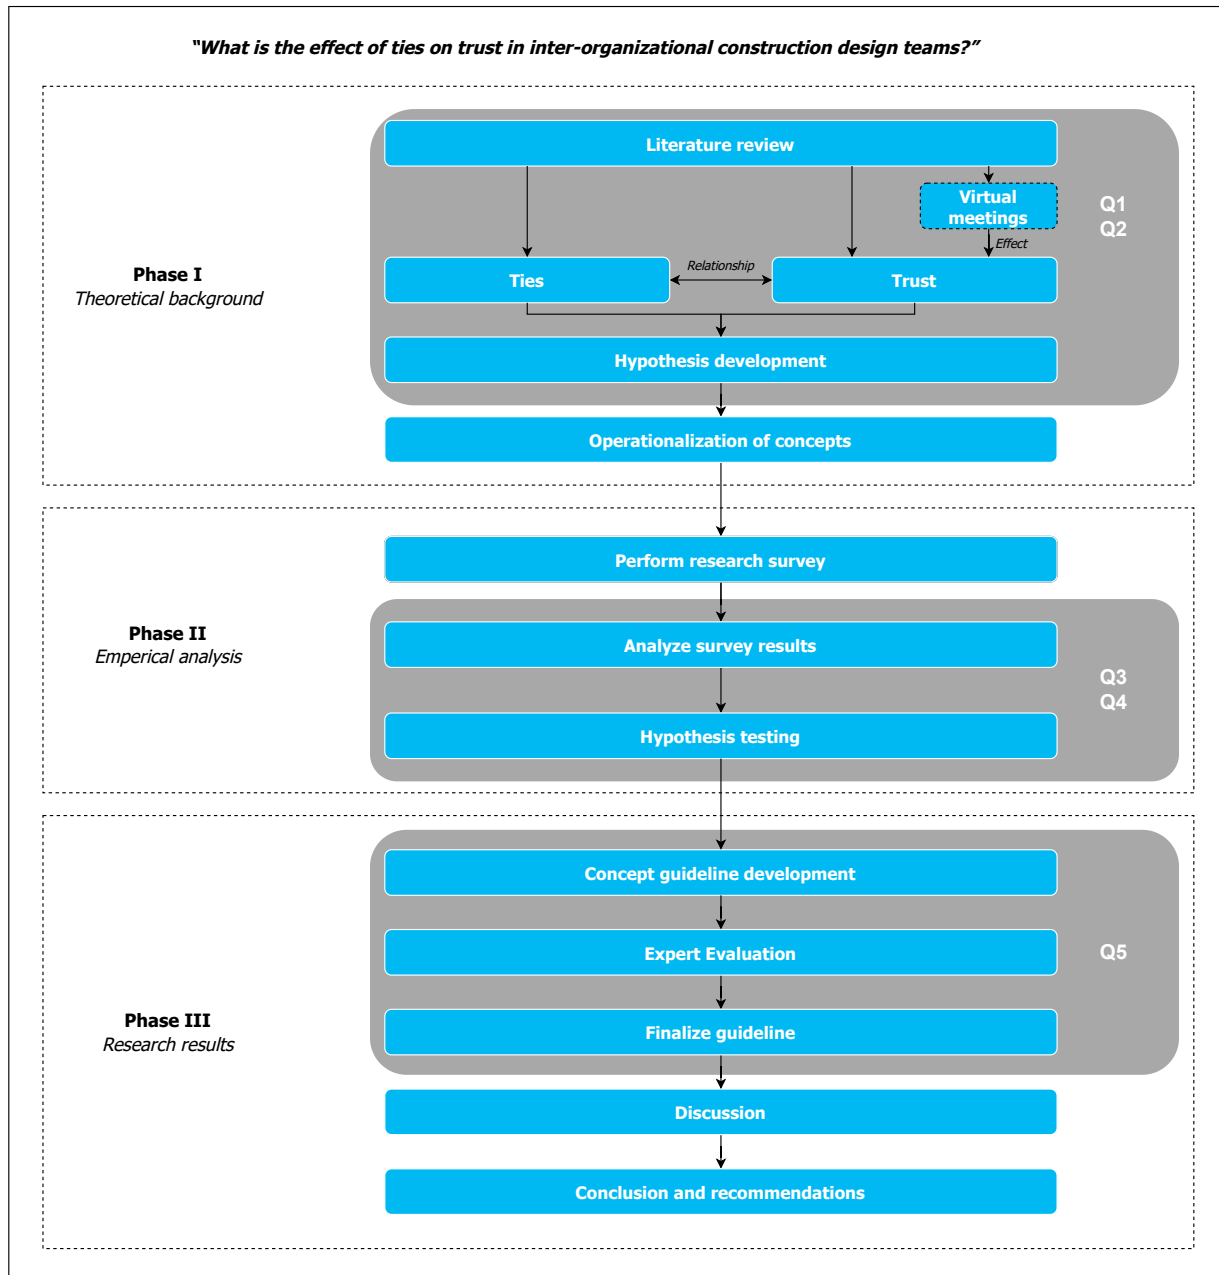 “What is the effect of ties on trust in inter-organizational construction design teams?”
Literature review
Virtual
meetings
Q1
Q2
Effect
Phase I
Theoretical background
Relationship
Ties
Trust
Hypothesis development
Operationalization of concepts
Perform research survey
Phase II
Emperical analysis
Analyze survey results
Q3
Q4
Hypothesis testing
Concept guideline development
Expert Evaluation
Q5
Phase III
Research results
Finalize guideline
Discussion
Conclusion and recommendations